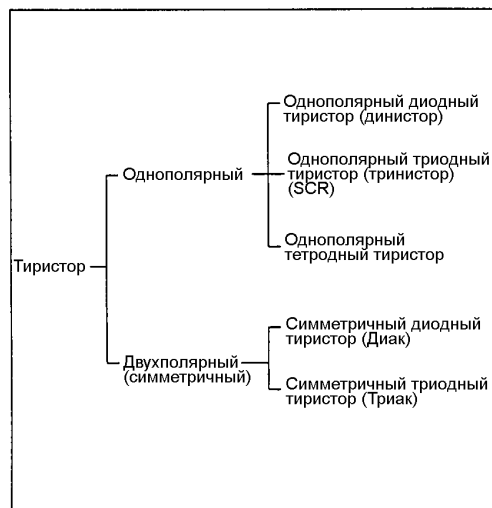 Однополярный диодный
тиристор (динистор)
Однополярный триодный
тиристор (тринистор)
(SCR)
Однополярный
Однополярный
тетродный тиристор
Тиристор
Симметричный диодный
тиристор (Диак)
Двухполярный
(симметричный)
Симметричный триодный
тиристор (Триак)